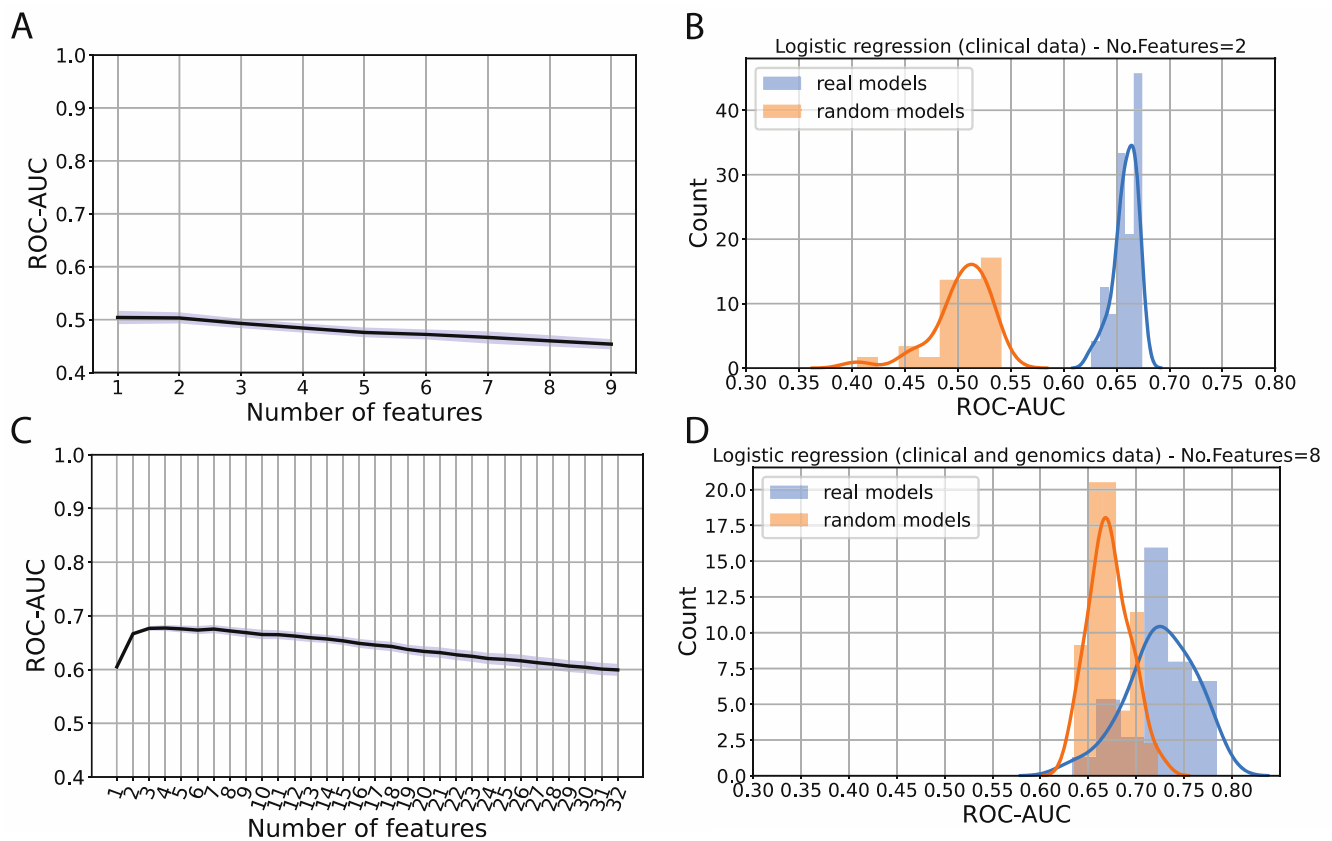 A
1.0
0.9
0.8
0.7
0.6
0.5
0.4
ROC-AUC
1 2 3 4 5 6 7 8 9
Number of features
B
Logistic regression (clinical data) - No.Features=2
real models
random models
40
30
20
10
0
Count
0.30 0.35 0.40 0.45 0.50 0.55 0.60 0.65 0.70 0.75 0.80
ROC-AUC
C
1.0
0.9
0.8
0.7
0.6
0.5
0.4
ROC-AUC
1 2 3 4 5 6 7 8 9 10 11 12 13 14 15 16 17 18 19 20 21 22 23 24 25 26 27 28 29 30 31 32
Number of features
D
Logistic regression (clinical and genomics data) - No.Features=8
real models
random models
20.0
17.5
15.0
12.5
10.0
7.5
5.0
2.5
0.0
Count
0.30 0.35 0.40 0.45 0.50 0.55 0.60 0.65 0.70 0.75 0.80
ROC-AUC